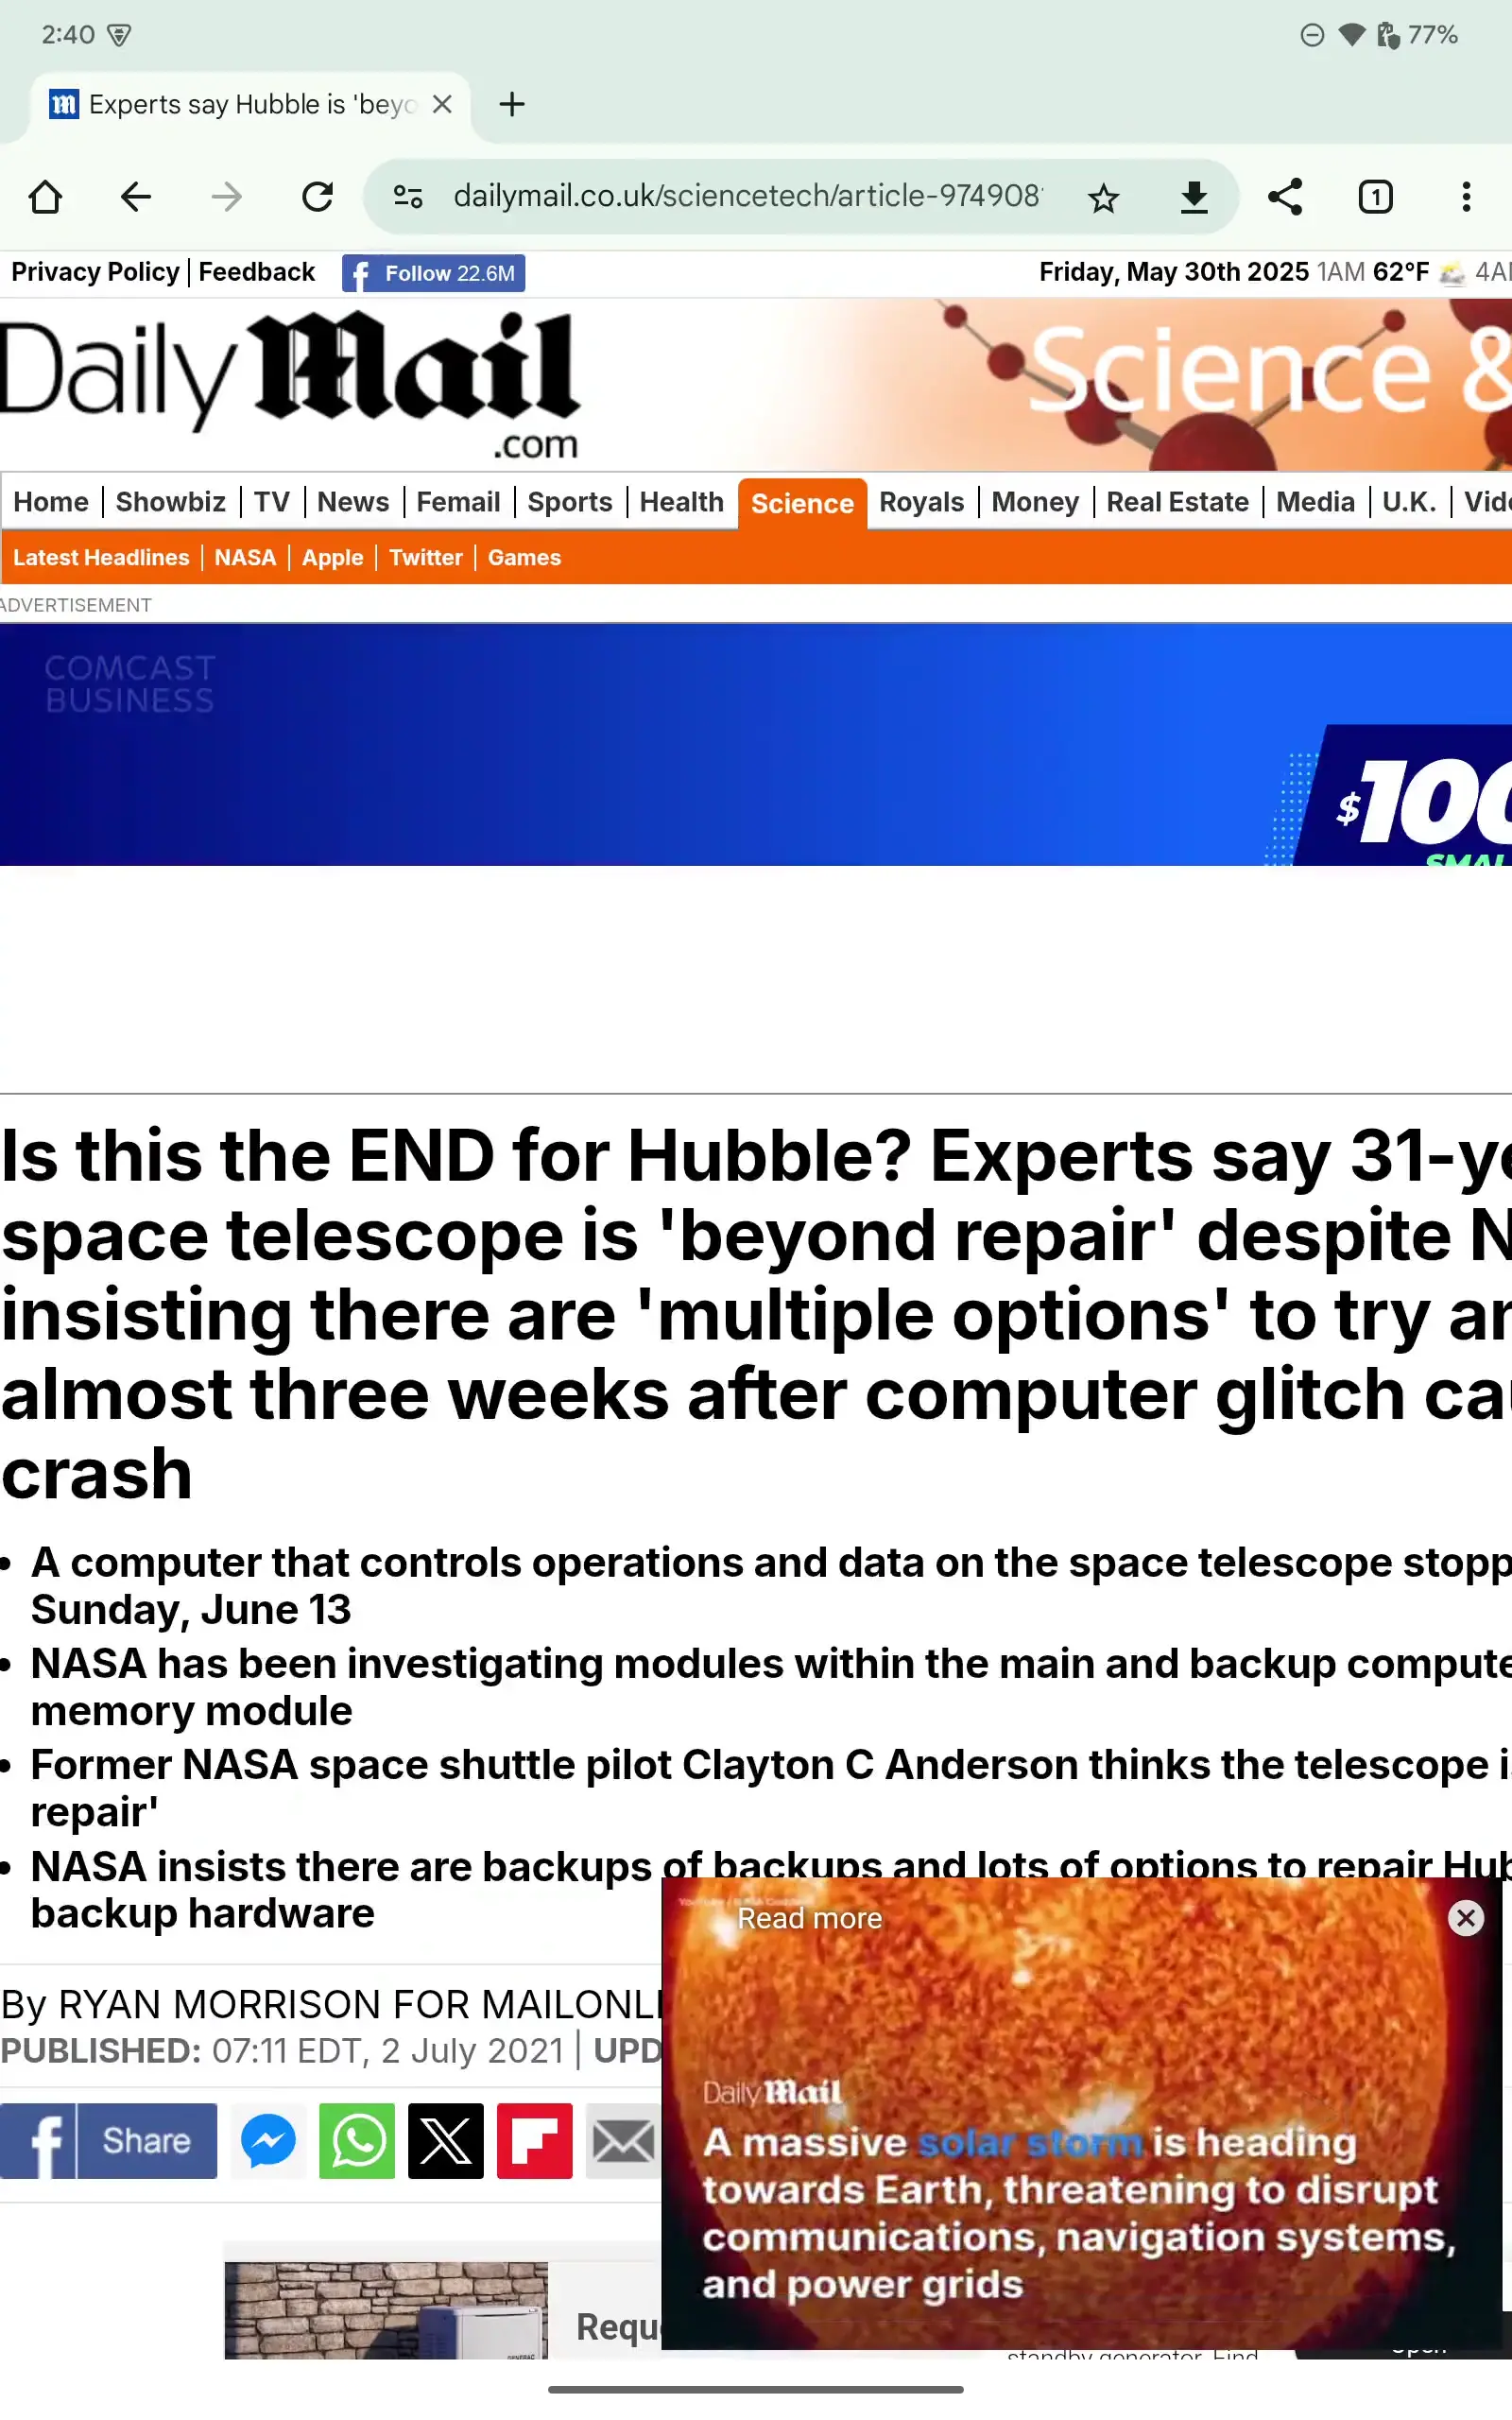 2:40
77%
Experts say Hubble is 'beyo
dailymail.co.uk/sciencetech/article-974908
1
Privacy Policy | Feedback
Follow 22.6M
Friday, May 30th 2025 1AM 62°F 4A
Daily Mail
.com
Science &
Home | Showbiz | TV | News | Femail | Sports | Health | Science | Royals | Money | Real Estate | Media | U.K. | Vid
Latest Headlines | NASA | Apple | Twitter | Games
ADVERTISEMENT
COMCAST
BUSINESS
$100
SMAL
Is this the END for Hubble? Experts say 31-ye
space telescope is 'beyond repair' despite N
insisting there are 'multiple options' to try an
almost three weeks after computer glitch cau
crash
• A computer that controls operations and data on the space telescope stopp
Sunday, June 13
• NASA has been investigating modules within the main and backup compute
memory module
• Former NASA space shuttle pilot Clayton C Anderson thinks the telescope i
repair'
• NASA insists there are backups of backups and lots of options to repair Hub
backup hardware
By RYAN MORRISON FOR MAILONLI
PUBLISHED: 07:11 EDT, 2 July 2021 | UPD
Share
Read more
Daily Mail
A massive solar storm is heading
towards Earth, threatening to disrupt
communications, navigation systems,
and power grids
Requ
GENERAC
standby generator. Find
Open